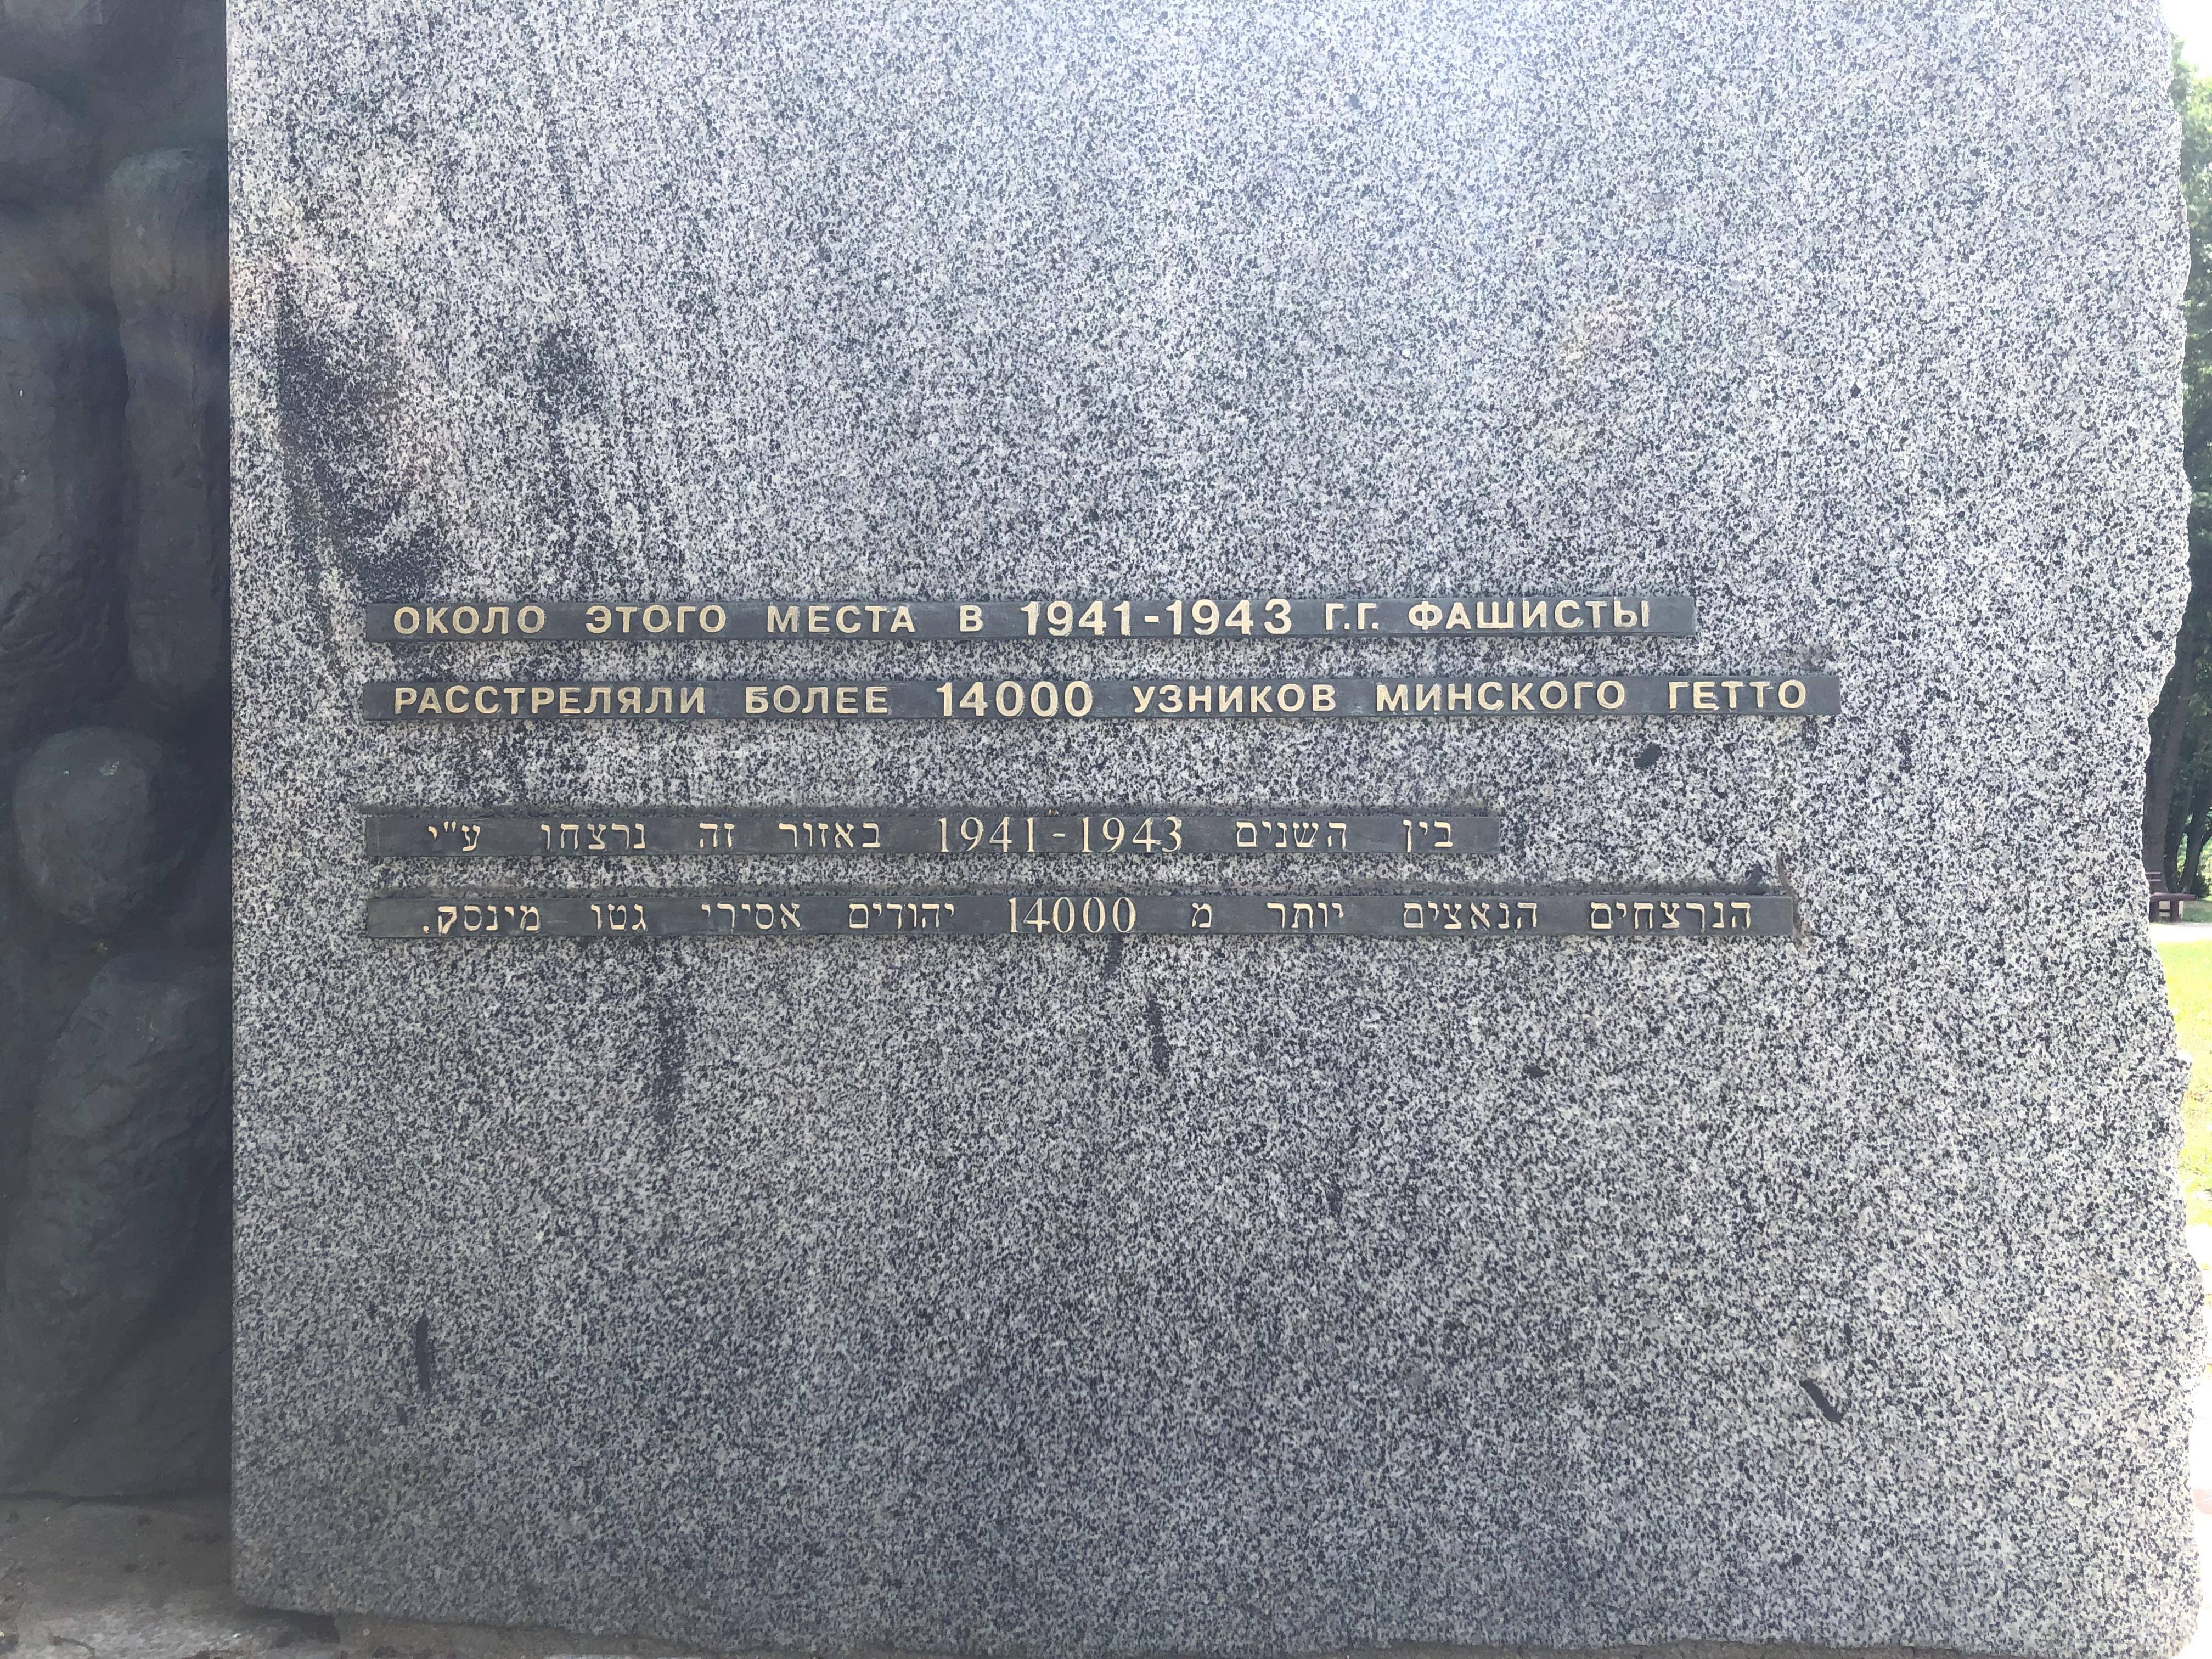 ОКОЛО ЭТОГО МЕСТА В 1941-1943 Г.Г. ФАШИСТЫ
РАССТРЕЛЯЛИ БОЛЕЕ 14000 УЗНИКОВ МИНСКОГО ГЕТТО
בין השנים 1941-1943 באזור זה נרצחו ע"י
הנרצחים הנאצים יותר מ 14000 יהודים אסירי גטו מינסק.